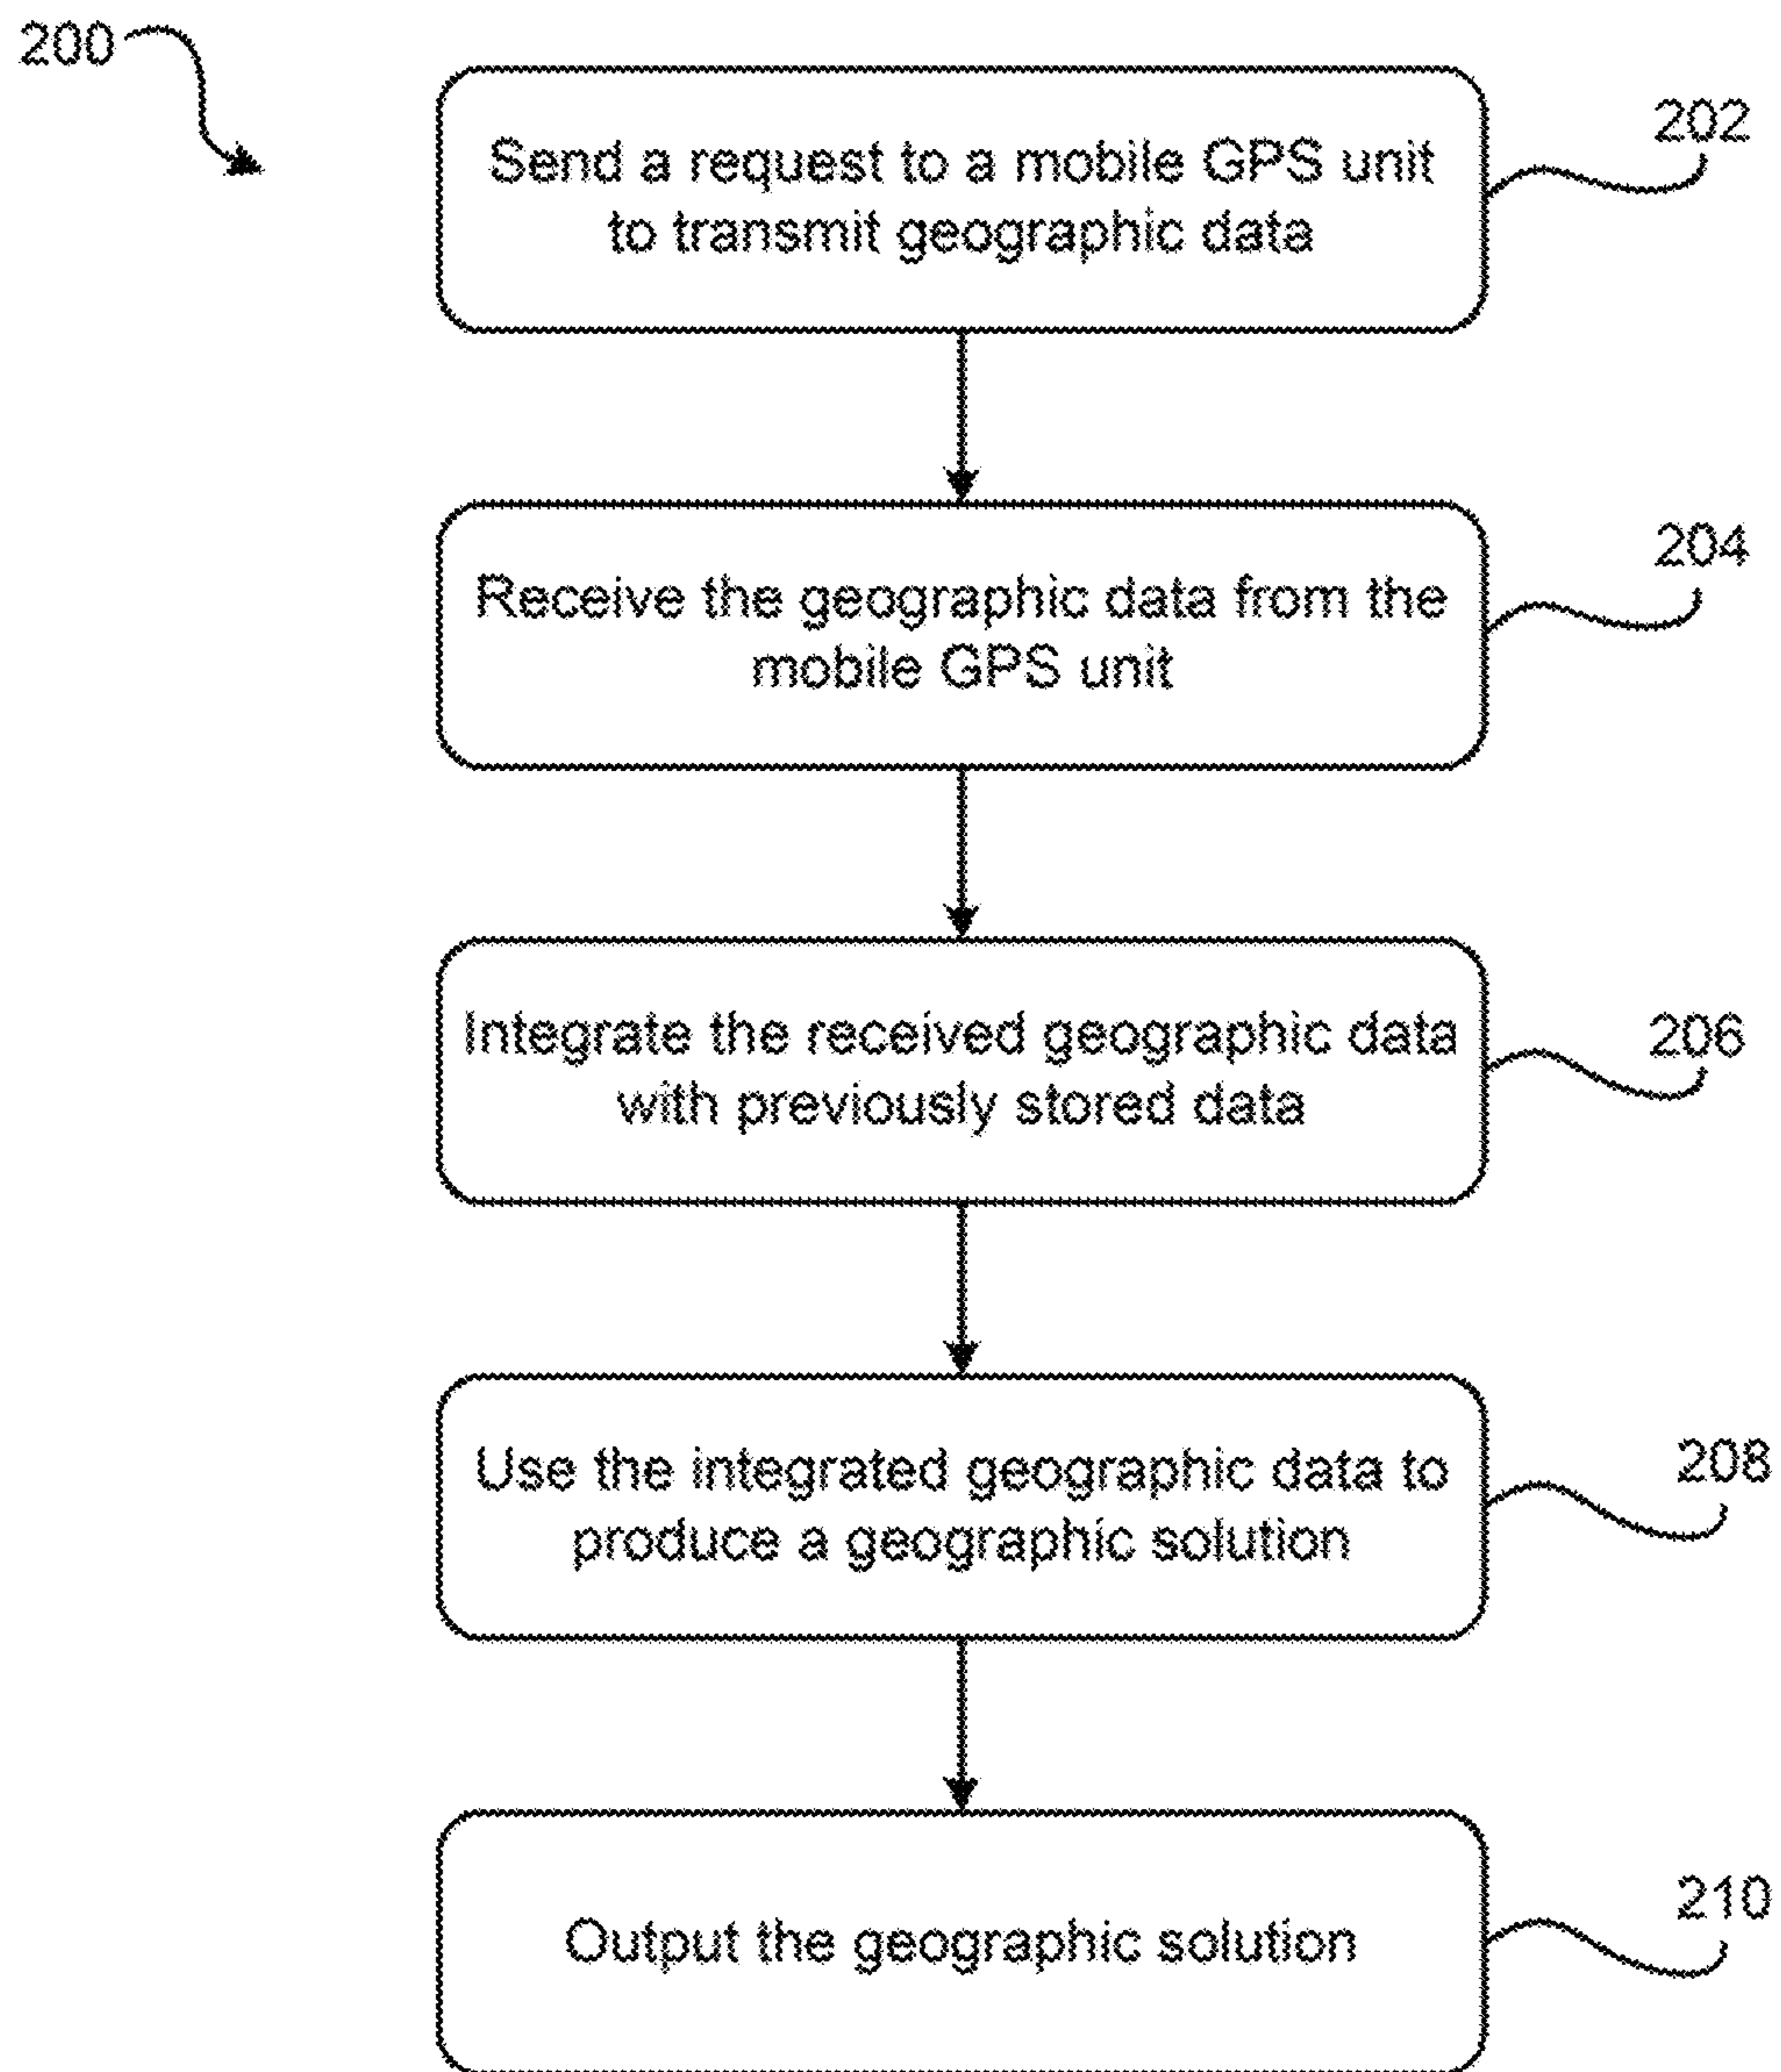 200
Send a request to a mobile GPS unit
to transmit geographic data
202
Receive the geographic data from the
mobile GPS unit
204
Integrate the received geographic data
with previously stored data
206
Use the integrated geographic data to
produce a geographic solution
208
Output the geographic solution
210